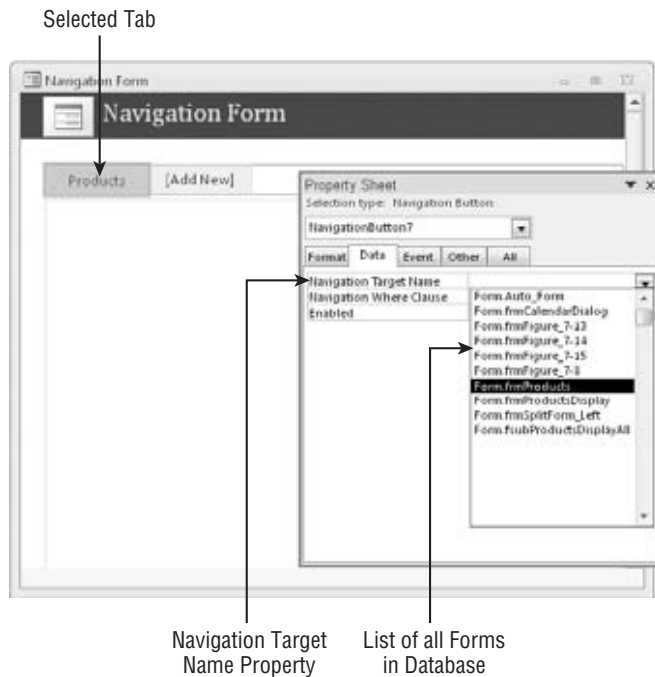 Selected Tab
Navigation Form
Navigation Form
Products [Add New]
Property Sheet
Selection type: Navigation Button
NavigationButton7
Format Data Event Other All
Navigation Target Name
Navigation Where Clause
Enabled
Form.Auto_Form
Form.frmCalendarDialog
Form.frmFigure_7-13
Form.frmFigure_7-14
Form.frmFigure_7-15
Form.frmFigure_7-8
Form.frmProducts
Form.frmProductsDisplay
Form.frmSplitForm_Left
Form.fsubProductsDisplayAll
Navigation Target
Name Property
List of all Forms
in Database